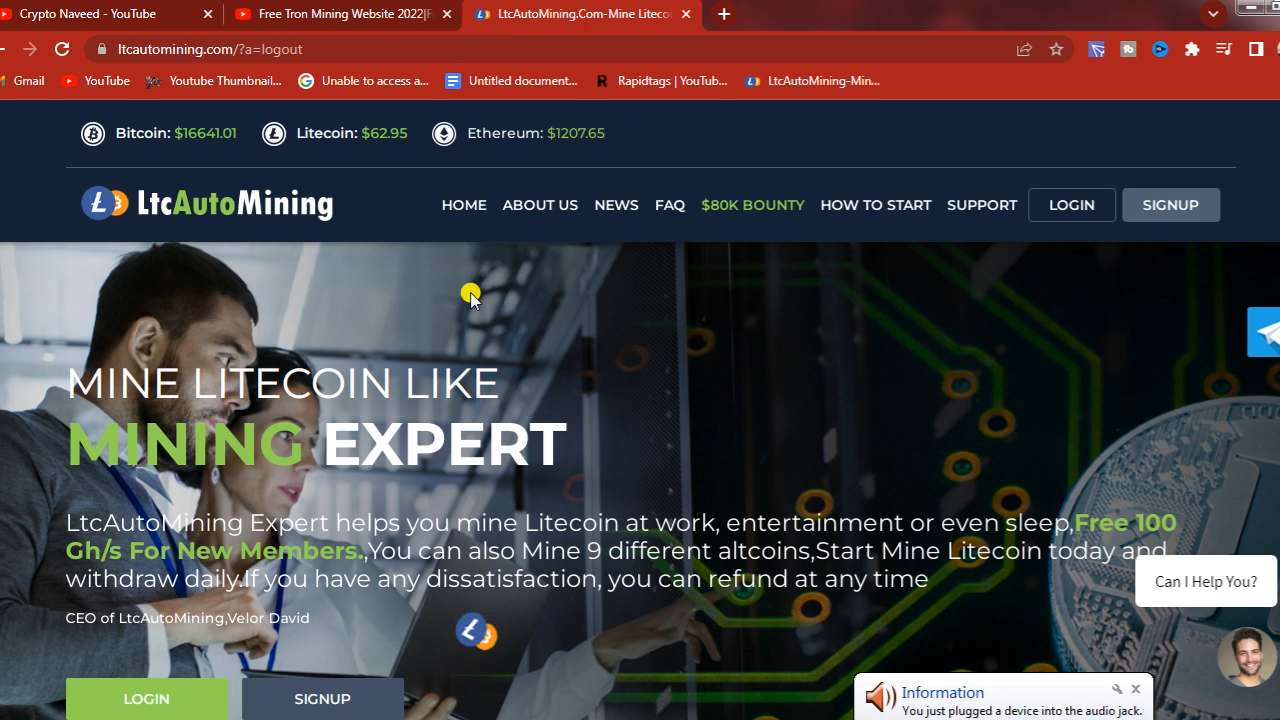 Crypto Naveed - YouTube
Free Tron Mining Website 2022|F
LtcAutoMining.Com-Mine Liteco
ltcautomining.com/?a=logout
Gmail
YouTube
Youtube Thumbnail...
Unable to access a...
Untitled document...
Rapidtags | YouTub...
LtcAutoMining-Min...
Bitcoin: $16641.01
Litecoin: $62.95
Ethereum: $1207.65
LtcAutoMining
HOME
ABOUT US
NEWS
FAQ
$80K BOUNTY
HOW TO START
SUPPORT
LOGIN
SIGNUP
MINE LITECOIN LIKE
MINING EXPERT
LtcAutoMining Expert helps you mine Litecoin at work, entertainment or even sleep,Free 100
Gh/s For New Members.,You can also Mine 9 different altcoins,Start Mine Litecoin today and
withdraw daily.If you have any dissatisfaction, you can refund at any time
CEO of LtcAutoMining,Velor David
Can I Help You?
LOGIN
SIGNUP
Information
You just plugged a device into the audio jack.